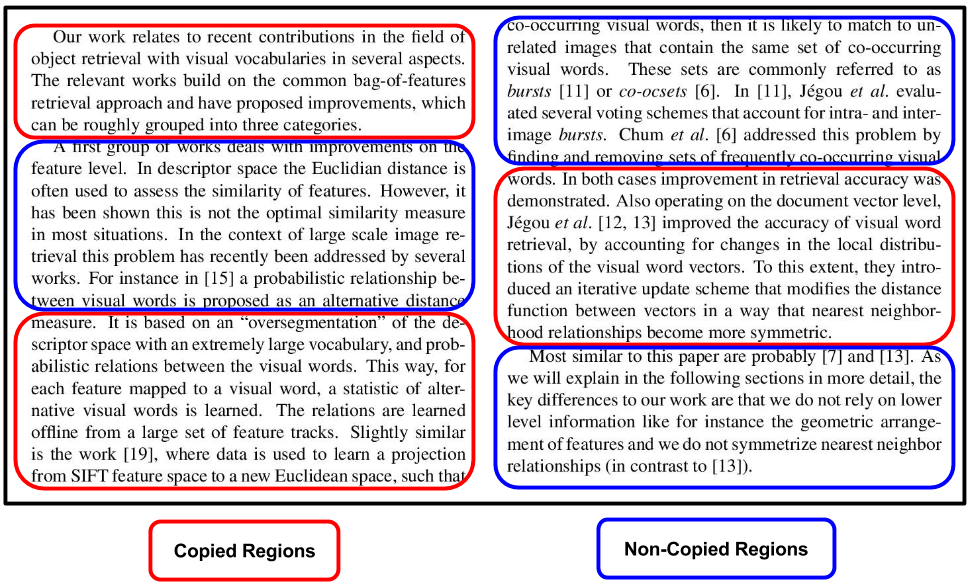 Our work relates to recent contributions in the field of
object retrieval with visual vocabularies in several aspects.
The relevant works build on the common bag-of-features
retrieval approach and have proposed improvements, which
can be roughly grouped into three categories.
A first group of works deals with improvements on the
feature level. In descriptor space the Euclidian distance is
often used to assess the similarity of features. However, it
has been shown this is not the optimal similarity measure
in most situations. In the context of large scale image re-
trieval this problem has recently been addressed by several
works. For instance in [15] a probabilistic relationship be-
tween visual words is proposed as an alternative distance
measure. It is based on an “oversegmentation” of the de-
scriptor space with an extremely large vocabulary, and prob-
abilistic relations between the visual words. This way, for
each feature mapped to a visual word, a statistic of alter-
native visual words is learned. The relations are learned
offline from a large set of feature tracks. Slightly similar
is the work [19], where data is used to learn a projection
from SIFT feature space to a new Euclidean space, such that
co-occurring visual words, then it is likely to match to un-
related images that contain the same set of co-occurring
visual words. These sets are commonly referred to as
bursts [11] or co-ocsets [6]. In [11], Jégou et al. evalu-
ated several voting schemes that account for intra- and inter-
image bursts. Chum et al. [6] addressed this problem by
finding and removing sets of frequently co-occurring visual
words. In both cases improvement in retrieval accuracy was
demonstrated. Also operating on the document vector level,
Jégou et al. [12, 13] improved the accuracy of visual word
retrieval, by accounting for changes in the local distribu-
tions of the visual word vectors. To this extent, they intro-
duced an iterative update scheme that modifies the distance
function between vectors in a way that nearest neighbor-
hood relationships become more symmetric.
Most similar to this paper are probably [7] and [13]. As
we will explain in the following sections in more detail, the
key differences to our work are that we do not rely on lower
level information like for instance the geometric arrange-
ment of features and we do not symmetrize nearest neighbor
relationships (in contrast to [13]).
Copied Regions
Non-Copied Regions